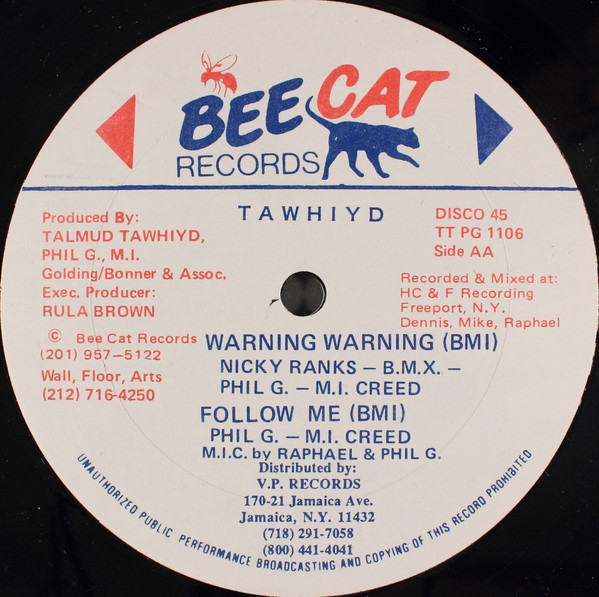 BEE CAT
RECORDS
TAWHIYD
Produced By:
TALMUD TAWHIYD,
PHIL G., M.I.
Golding/Bonner & Assoc.
Exec. Producer:
RULA BROWN
© Bee Cat Records
(201) 957-5122
Wall, Floor, Arts
(212) 716-4250
DISCO 45
TT PG 1106
Side AA
Recorded & Mixed at:
HC & F Recording
Freeport, N.Y.
Dennis, Mike, Raphael
WARNING WARNING (BMI)
NICKY RANKS – B.M.X. –
PHIL G. – M.I. CREED
FOLLOW ME (BMI)
PHIL G. – M.I. CREED
M.I.C. by RAPHAEL & PHIL G.
Distributed by:
V.P. RECORDS
170-21 Jamaica Ave.
Jamaica, N.Y. 11432
(718) 291-7058
(800) 441-4041
UNAUTHORIZED PUBLIC PERFORMANCE BROADCASTING AND COPYING OF THIS RECORD PROHIBITED